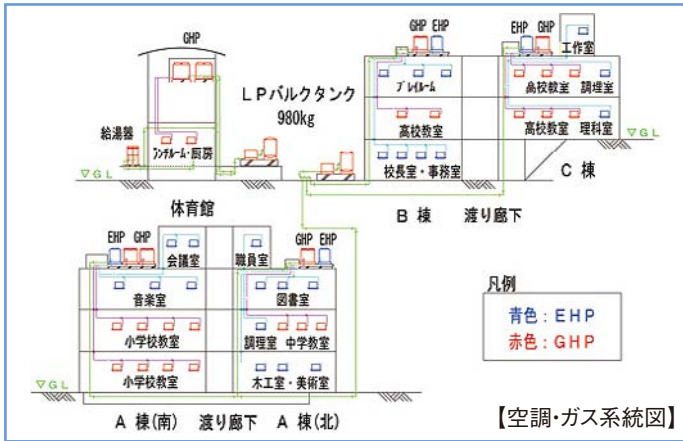 GHP
GHP EHP
EHP GHP
工作室
LPバルクタンク
980kg
プレイルーム
高校教室 調理室
給湯器
高校教室
高校教室 理科室
ランチルーム・厨房
校長室・事務室
▽GL
▽GL
C 棟
体育館
B 棟 渡り廊下
EHP GHP
会議室
職員室
GHP EHP
音楽室
図書室
凡例
青色：EHP
赤色：GHP
小学校教室
調理室 中学教室
小学校教室
木工室・美術室
▽GL
A 棟(南) 渡り廊下 A 棟(北)
【空調・ガス系統図】